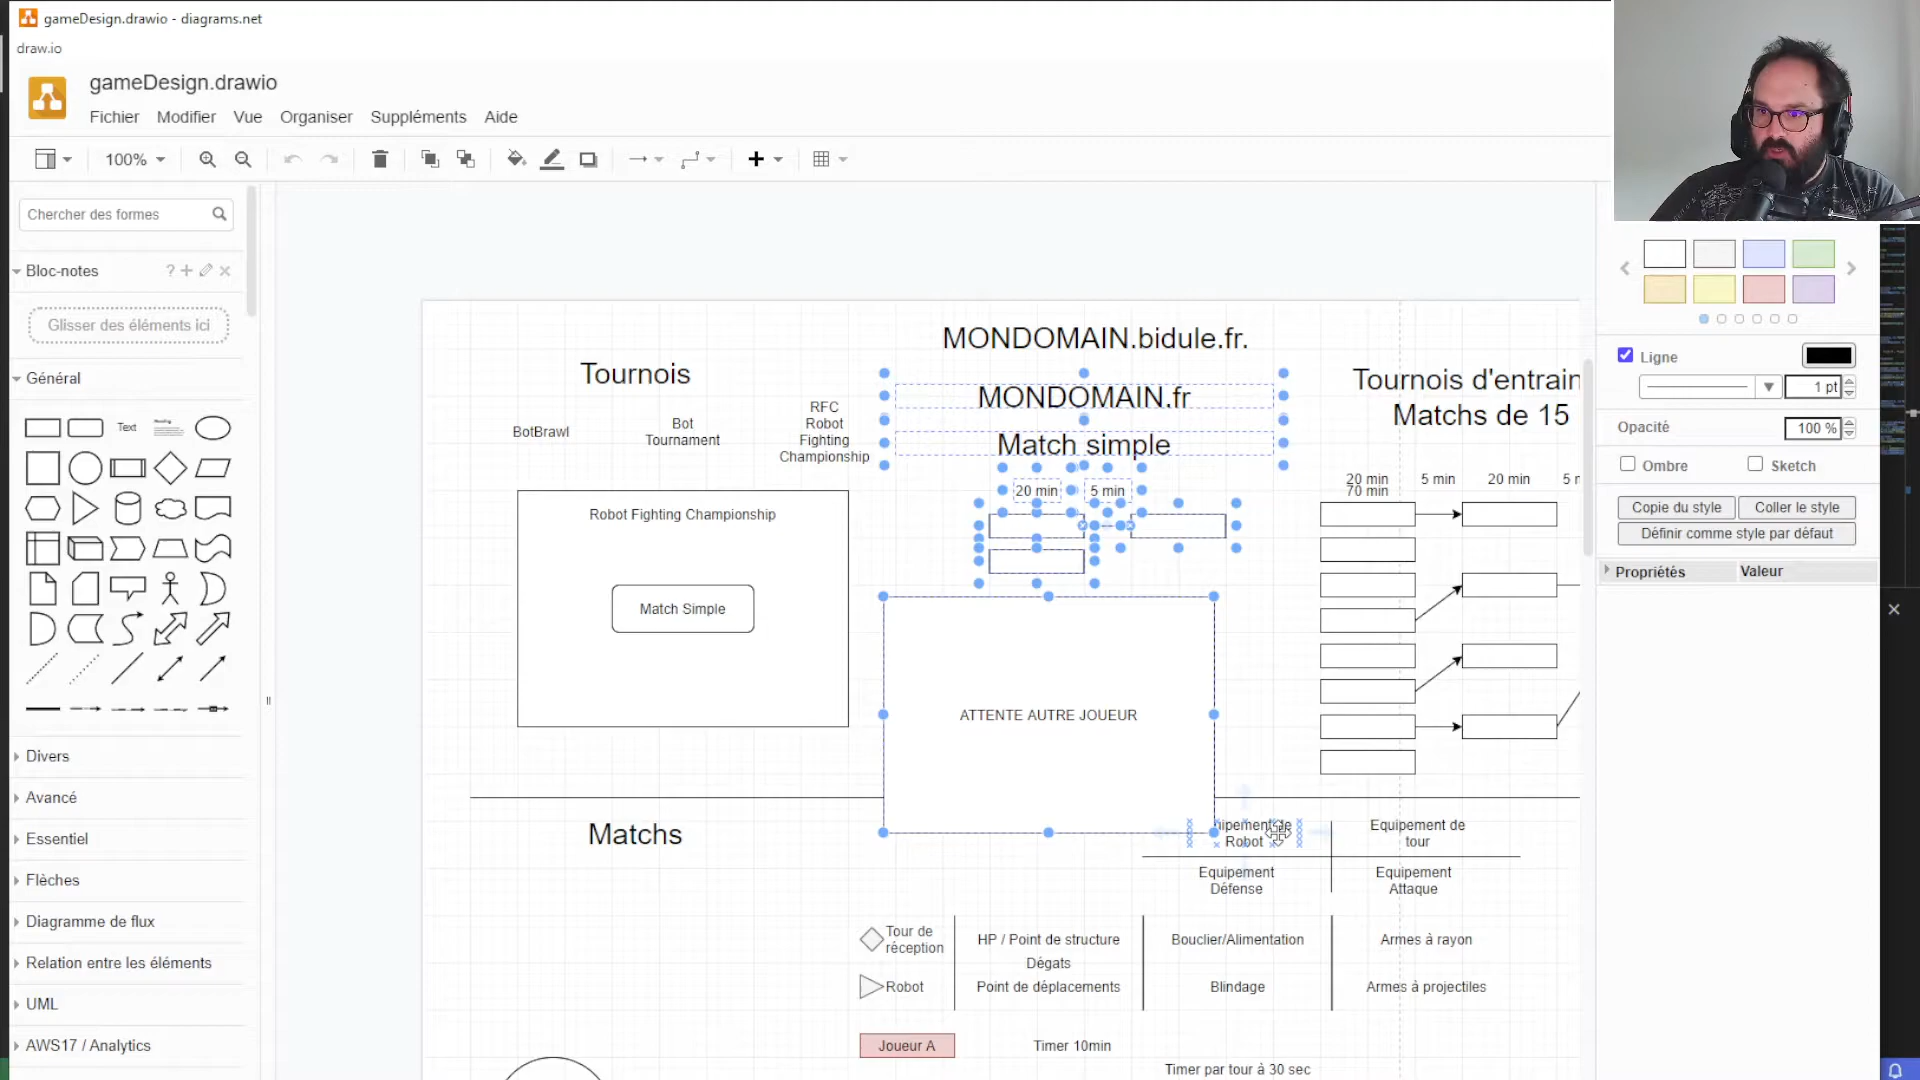 gameDesign.drawio - diagrams.net
draw.io
gameDesign.drawio
Fichier Modifier Vue Organiser Suppléments Aide
100%
Chercher des formes
Bloc-notes
Glisser des éléments ici
Général
Text
Heading
Divers
Avancé
Essentiel
Diagramme de flux
Flèches
Relation entre les éléments
UML
AWS17 / Analytics
MONDOMAIN.bidule.fr.
Tournois
BotBrawl
Bot
Tournament
RFC
Robot
Fighting
Championship
Robot Fighting Championship
Match Simple
MONDOMAIN.fr
Match simple
20 min
5 min
ATTENTE AUTRE JOUEUR
Tournois d'entrain
Matchs de 15
20 min
70 min
5 min
20 min
Matchs
Robot
Equipement de
tour
Equipement
Défense
Equipement
Attaque
Tour de
réception
Robot
HP / Point de structure
Dégats
Point de déplacements
Bouclier/Alimentation
Blindage
Armes à rayon
Armes à projectiles
Joueur A
Timer 10min
Timer par tour à 30 sec
Ligne
1 pt
Opacité
100 %
Ombre
Sketch
Copie du style
Coller le style
Définir comme style par défaut
Propriétés
Valeur